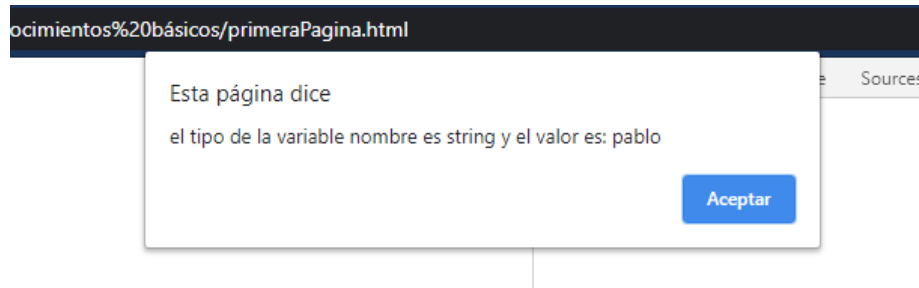 ocimientos%20básicos/primeraPagina.html
Sources
Esta página dice
el tipo de la variable nombre es string y el valor es: pablo
Aceptar